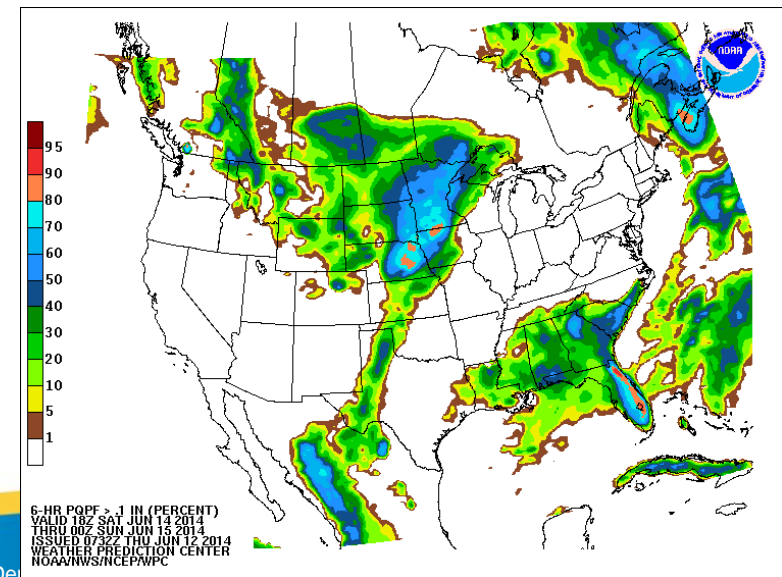 NOAA
95
90
80
70
60
50
40
30
20
10
5
1
6-HR PQPF > .1 IN (PERCENT)
VALID 18Z SAT JUN 14 2014
THRU 00Z SUN JUN 15 2014
ISSUED 0732Z THU JUN 12 2014
WEATHER PREDICTION CENTER
NOAA/NWS/NCEP/WPC